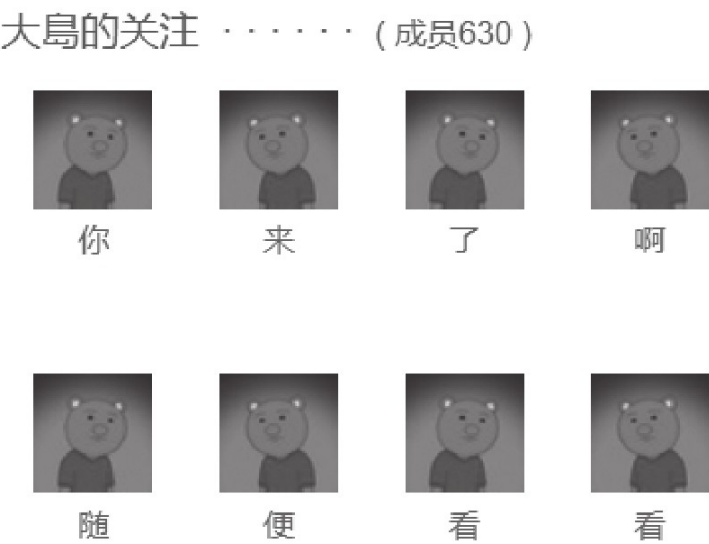 大島的关注 · · · · · · ( 成员630 )
你 来 了 啊
随 便 看 看